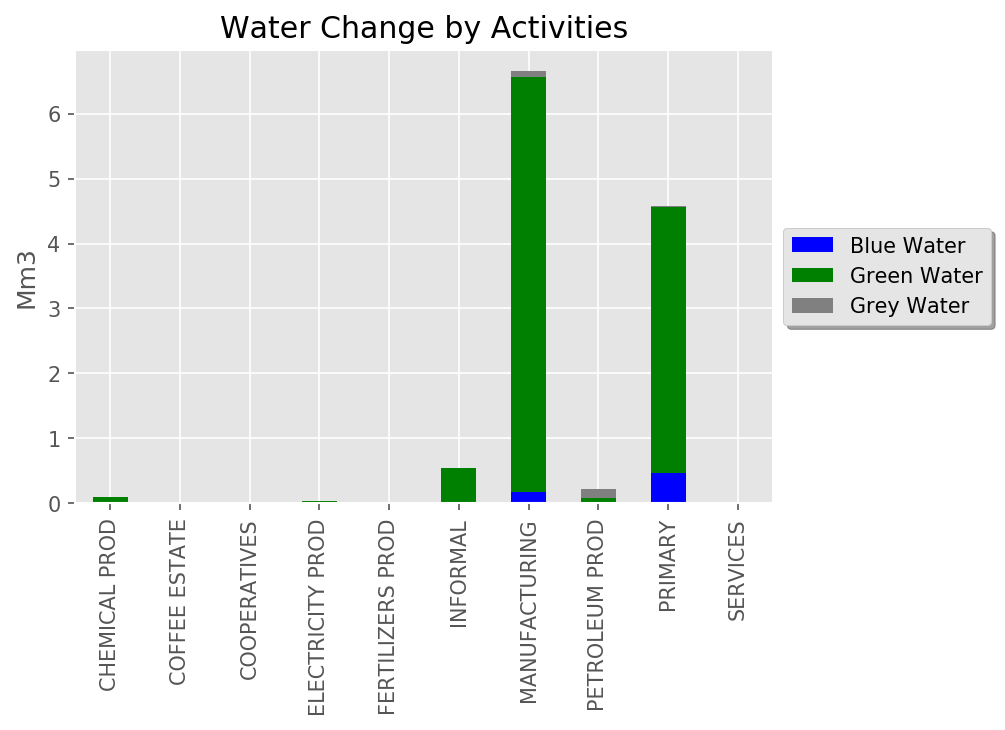 Water Change by Activities
Mm3
6
5
4
3
2
1
0
CHEMICAL PROD
COFFEE ESTATE
COOPERATIVES
ELECTRICITY PROD
FERTILIZERS PROD
INFORMAL
MANUFACTURING
PETROLEUM PROD
PRIMARY
SERVICES
Blue Water
Green Water
Grey Water